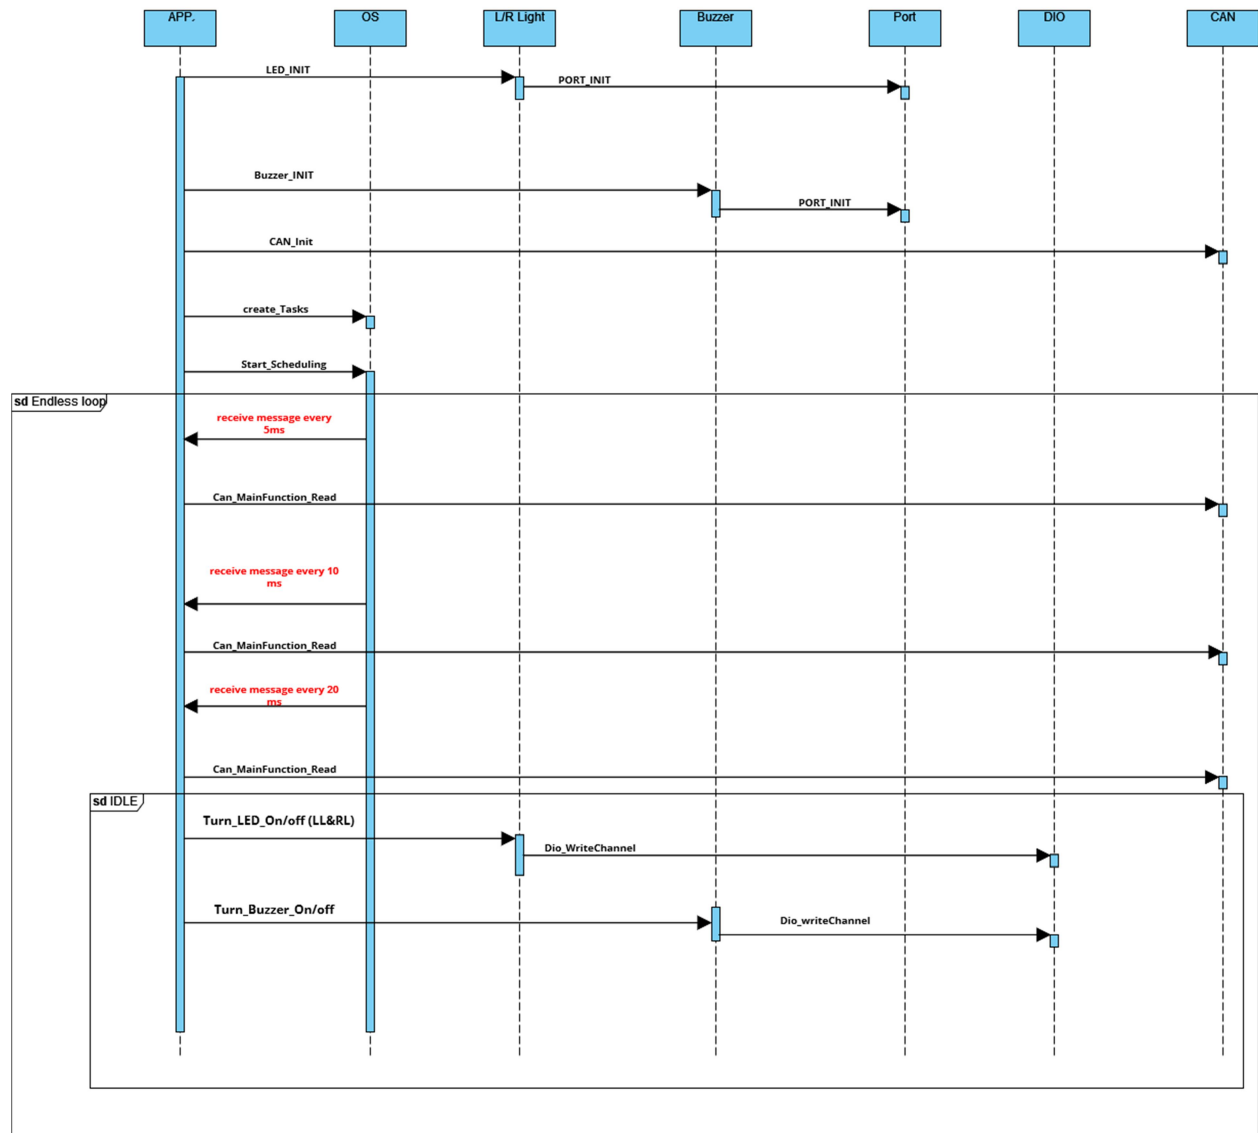 APP.
OS
L/R Light
Buzzer
Port
DIO
CAN
LED_INIT
PORT_INIT
Buzzer_INIT
PORT_INIT
CAN_Init
create_Tasks
Start_Scheduling
sd Endless loop
receive message every
5ms
Can_MainFunction_Read
receive message every 10
ms
Can_MainFunction_Read
receive message every 20
ms
Can_MainFunction_Read
sd IDLE
Turn_LED_On/off (LL&RL)
Dio_WriteChannel
Turn_Buzzer_On/off
Dio_writeChannel